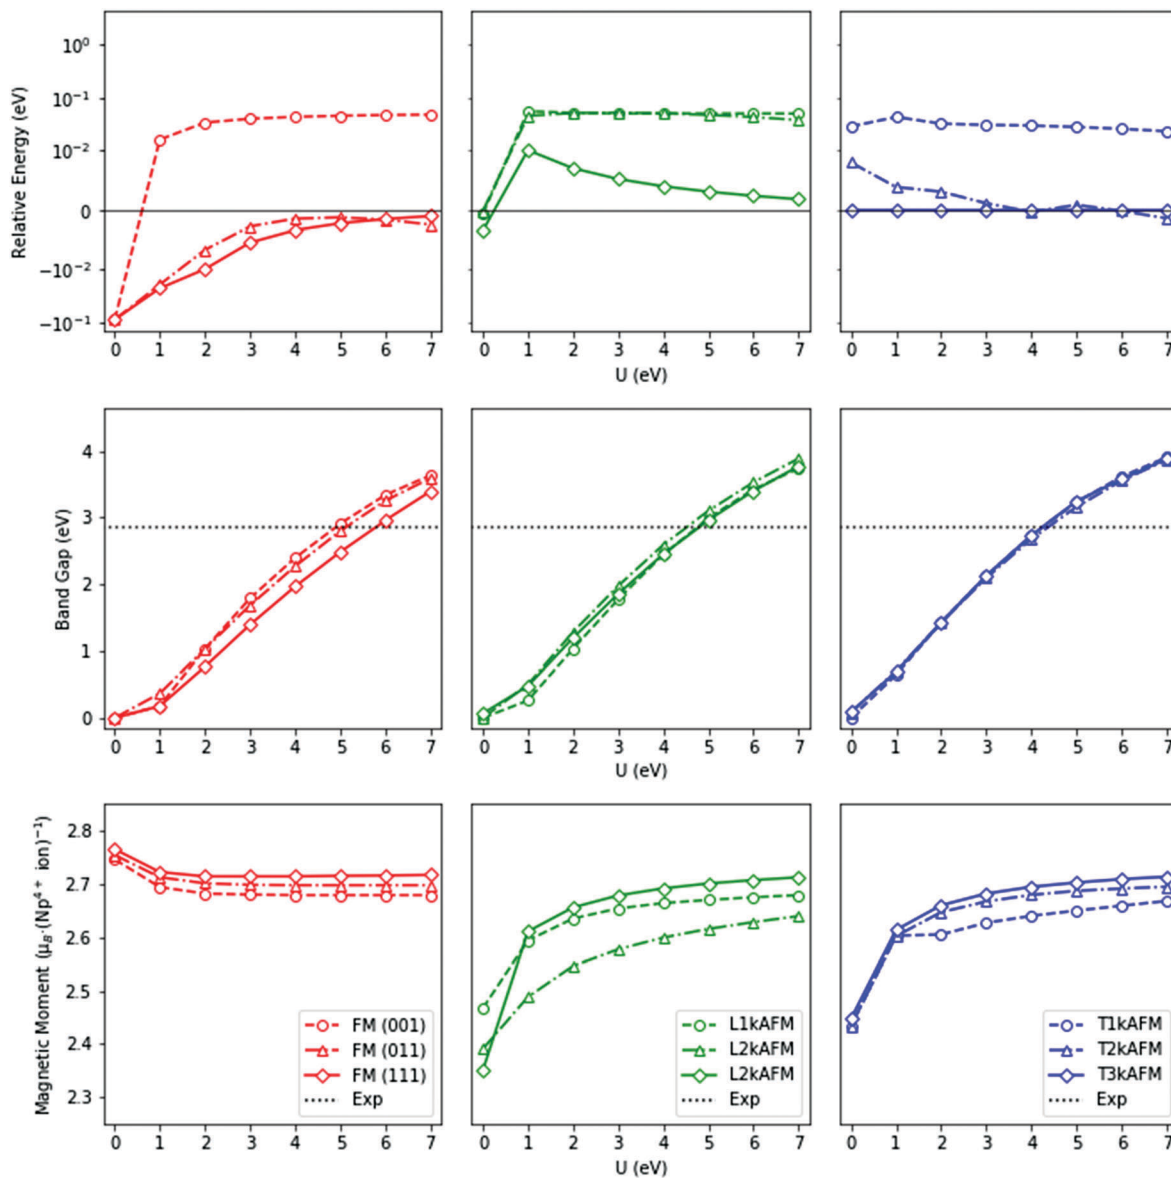 Relative Energy (eV)
10⁰
10⁻¹
10⁻²
0
−10⁻²
−10⁻¹
0 1 2 3 4 5 6 7
0 1 2 3 4 5 6 7
0 1 2 3 4 5 6 7
U (eV)
U (eV)
Band Gap (eV)
4
3
2
1
0
0 1 2 3 4 5 6 7
0 1 2 3 4 5 6 7
0 1 2 3 4 5 6 7
U (eV)
Magnetic Moment (μ_B·(Np⁴⁺ ion)⁻¹)
2.8
2.7
2.6
2.5
2.4
2.3
FM (001)
FM (011)
FM (111)
Exp
L1kAFM
L2kAFM
L2kAFM
Exp
T1kAFM
T2kAFM
T3kAFM
Exp
0 1 2 3 4 5 6 7
0 1 2 3 4 5 6 7
0 1 2 3 4 5 6 7
U (eV)